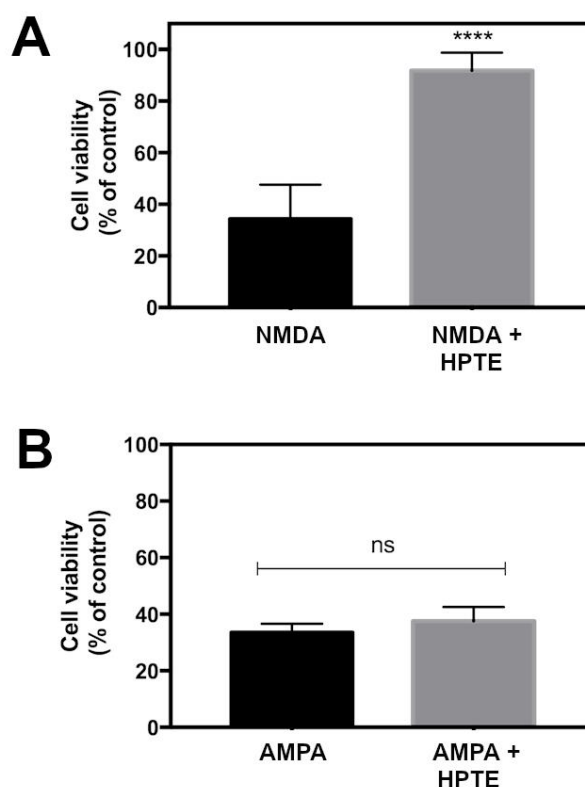 A
Cell viability
(% of control)
100
80
60
40
20
0
****
NMDA
NMDA +
HPTE
B
Cell viability
(% of control)
100
80
60
40
20
0
ns
AMPA
AMPA +
HPTE